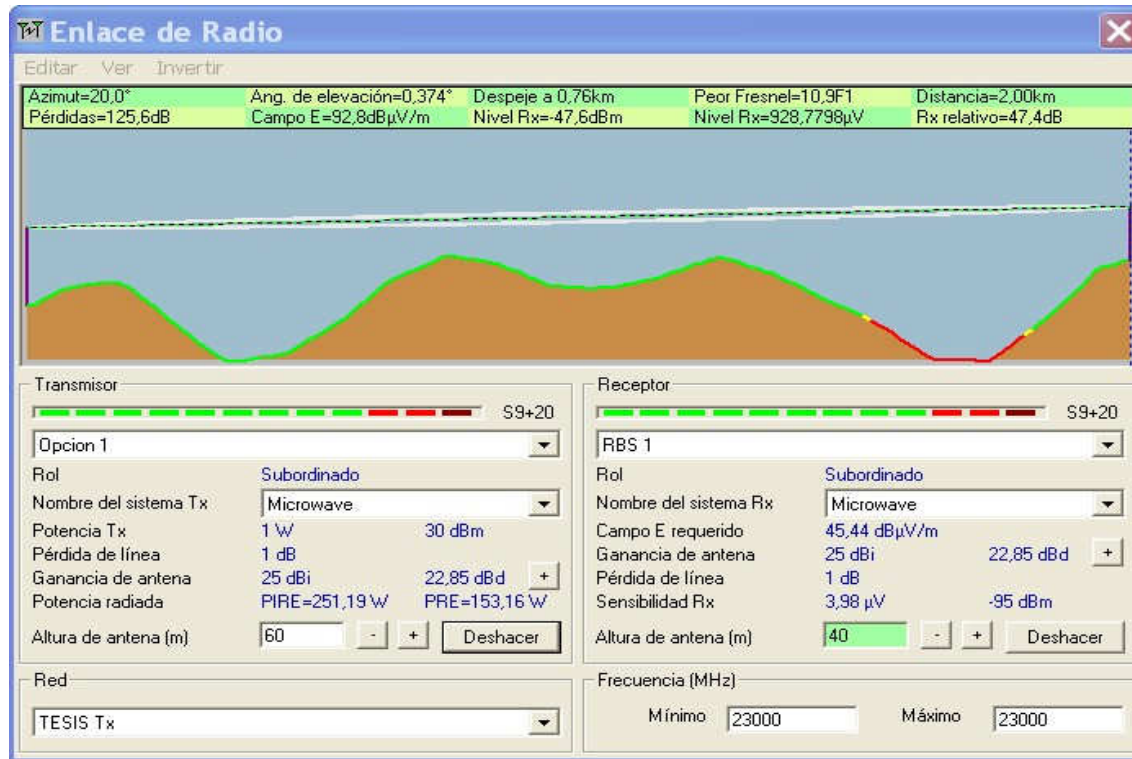 Enlace de Radio
Editar Ver Invertir
Azimut=20,0° Ang. de elevación=0,374° Despeje a 0,76km Peor Fresnel=10,9F1 Distancia=2,00km
Pérdidas=125,6dB Campo E=92,8dBµV/m Nivel Rx=-47,6dBm Nivel Rx=928,7798µV Rx relativo=47,4dB
Transmisor
S9+20
Opcion 1
Rol Subordinado
Nombre del sistema Tx Microwave
Potencia Tx 1 W 30 dBm
Pérdida de línea 1 dB
Ganancia de antena 25 dBi 22,85 dBd +
Potencia radiada PIRE=251,19 W PRE=153,16 W
Altura de antena (m) 60 - + Deshacer
Red
TESIS Tx
Receptor
S9+20
RBS 1
Rol Subordinado
Nombre del sistema Rx Microwave
Campo E requerido 45,44 dBµV/m
Ganancia de antena 25 dBi 22,85 dBd +
Pérdida de línea 1 dB
Sensibilidad Rx 3,98 µV -95 dBm
Altura de antena (m) 40 - + Deshacer
Frecuencia (MHz)
Mínimo 23000 Máximo 23000